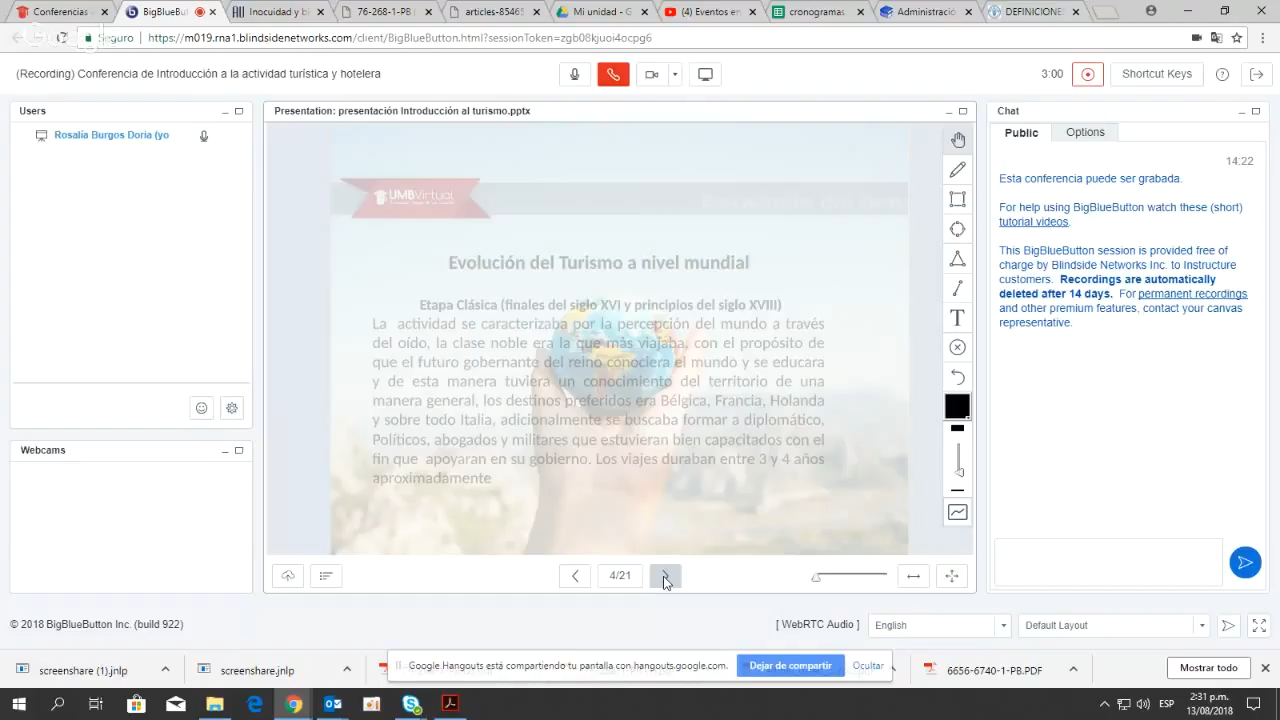 Conferencias
BigBlueBu
Inocuidad y b
76-268-1-PB
articles-85465
Mi unidad - G
(4) Eventos en
cronogramas
Administració
DEFINICIONE
https://m019.rna1.blindsidenetworks.com/client/BigBlueButton.html?sessionToken=zgb08kjuoi4ocpg6
(Recording) Conferencia de Introducción a la actividad turística y hotelera
3:00
Shortcut Keys
Users
Rosalía Burgos Doria (yo
Webcams
Presentation: presentación Introducción al turismo.pptx
UMBVirtual
Evolución del Turismo a nivel mundial
Etapa Clásica (finales del siglo XVI y principios del siglo XVIII)
La actividad se caracterizaba por la percepción del mundo a través
del oído, la clase noble era la que más viajaba, con el propósito de
que el futuro gobernante del reino conociera el mundo y se educara
y de esta manera tuviera un conocimiento del territorio de una
manera general, los destinos preferidos era Bélgica, Francia, Holanda
y sobre todo Italia, adicionalmente se buscaba formar a diplomático,
Políticos, abogados y militares que estuvieran bien capacitados con el
fin que apoyaran en su gobierno. Los viajes duraban entre 3 y 4 años
aproximadamente
4/21
Chat
Public
Options
14:22
Esta conferencia puede ser grabada.
For help using BigBlueButton watch these (short)
tutorial videos.
This BigBlueButton session is provided free of
charge by Blindside Networks Inc. to Instructure
customers. Recordings are automatically
deleted after 14 days. For permanent recordings
and other premium features, contact your canvas
representative.
© 2018 BigBlueButton Inc. (build 922)
[ WebRTC Audio ]
English
Default Layout
screenshare (1).jnlp
screenshare.jnlp
Google Hangouts está compartiendo tu pantalla con hangouts.google.com.
Dejar de compartir
Ocultar
6656-6740-1-PB.PDF
Mostrar todo
ESP
2:31 p.m.
13/08/2018